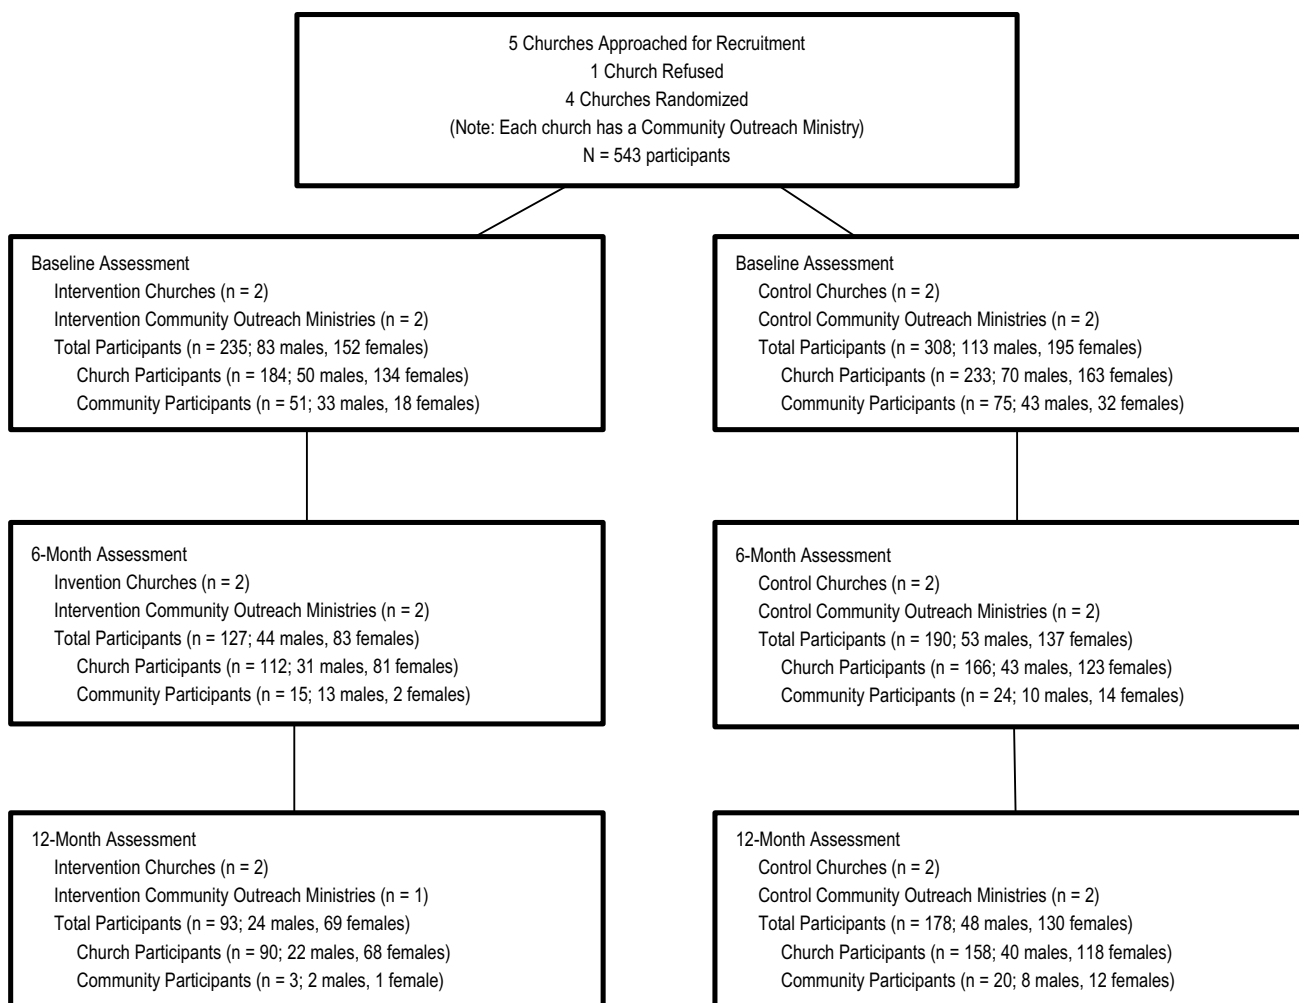 5 Churches Approached for Recruitment
1 Church Refused
4 Churches Randomized
(Note: Each church has a Community Outreach Ministry)
N = 543 participants
Baseline Assessment
Intervention Churches (n = 2)
Intervention Community Outreach Ministries (n = 2)
Total Participants (n = 235; 83 males, 152 females)
Church Participants (n = 184; 50 males, 134 females)
Community Participants (n = 51; 33 males, 18 females)
Baseline Assessment
Control Churches (n = 2)
Control Community Outreach Ministries (n = 2)
Total Participants (n = 308; 113 males, 195 females)
Church Participants (n = 233; 70 males, 163 females)
Community Participants (n = 75; 43 males, 32 females)
6-Month Assessment
Invention Churches (n = 2)
Intervention Community Outreach Ministries (n = 2)
Total Participants (n = 127; 44 males, 83 females)
Church Participants (n = 112; 31 males, 81 females)
Community Participants (n = 15; 13 males, 2 females)
6-Month Assessment
Control Churches (n = 2)
Control Community Outreach Ministries (n = 2)
Total Participants (n = 190; 53 males, 137 females)
Church Participants (n = 166; 43 males, 123 females)
Community Participants (n = 24; 10 males, 14 females)
12-Month Assessment
Intervention Churches (n = 2)
Intervention Community Outreach Ministries (n = 1)
Total Participants (n = 93; 24 males, 69 females)
Church Participants (n = 90; 22 males, 68 females)
Community Participants (n = 3; 2 males, 1 female)
12-Month Assessment
Control Churches (n = 2)
Control Community Outreach Ministries (n = 2)
Total Participants (n = 178; 48 males, 130 females)
Church Participants (n = 158; 40 males, 118 females)
Community Participants (n = 20; 8 males, 12 females)